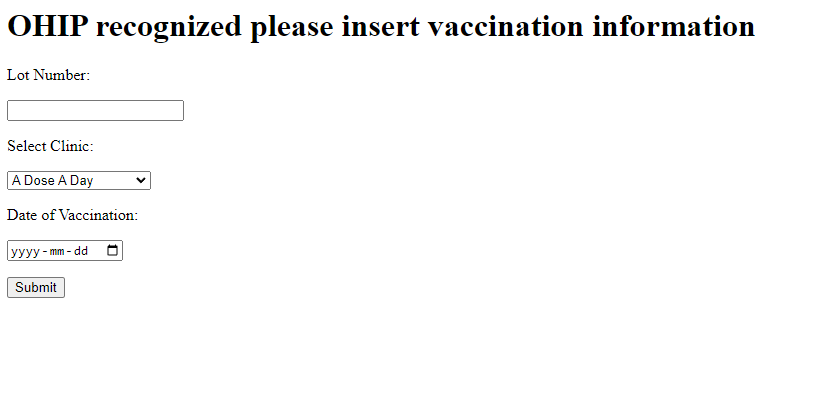 OHIP recognized please insert vaccination information
Lot Number:
Select Clinic:
A Dose A Day
Date of Vaccination:
yyyy-mm-dd
Submit